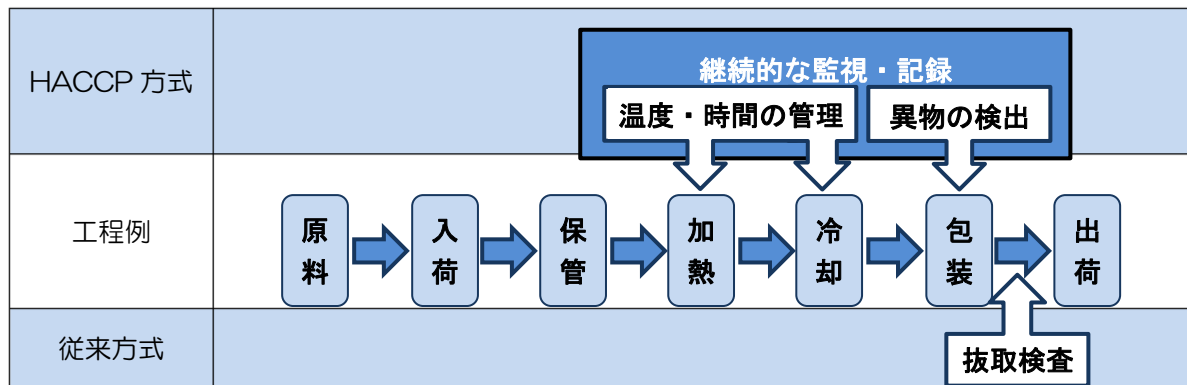 HACCP 方式
継続的な監視・記録
温度・時間の管理
異物の検出
工程例
原料
入荷
保管
加熱
冷却
包装
出荷
従来方式
抜取検査